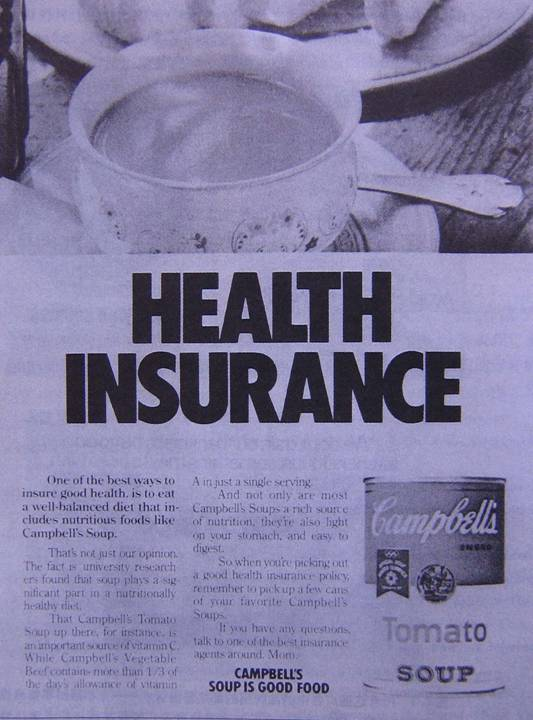 HEALTH
INSURANCE
One of the best ways to
insure good health, is to eat
a well-balanced diet that in-
cludes nutritious foods like
Campbell's Soup.
That's not just our opinion.
The fact is university research-
ers found that soup plays a sig-
nificant part in a nutritionally
healthy diet.
That Campbell's Tomato
Soup up there, for instance, is
an important source of vitamin C.
While Campbell's Vegetable
Beef contains more than 1/3 of
the day's allowance of vitamin
A in just a single serving.
And not only are most
Campbell's Soups a rich source
of nutrition, they're also light
on your stomach, and easy to
digest.
So when you're picking out
a good health insurance policy,
remember to pick up a few cans
of your favorite Campbell's
Soups.
If you have any questions,
talk to one of the best insurance
agents around. Mom.
CAMPBELL'S
SOUP IS GOOD FOOD
Campbell's
Tomato
SOUP